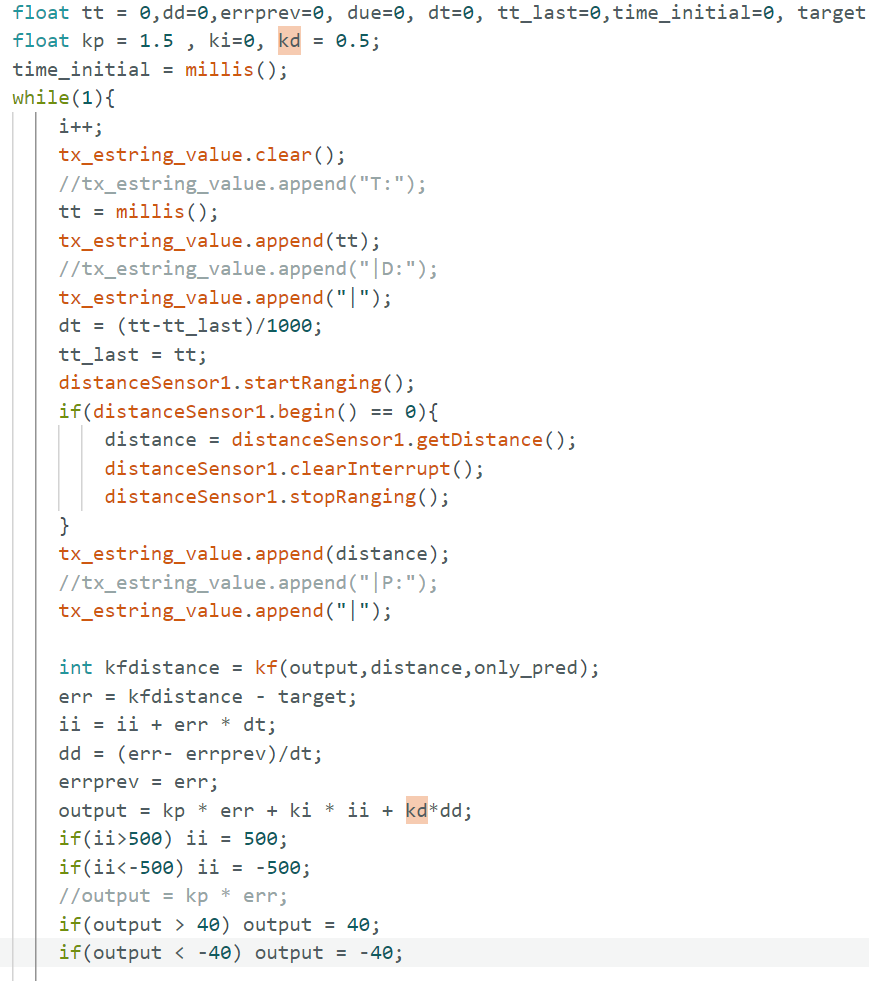 float tt = 0,dd=0,errprev=0, due=0, dt=0, tt_last=0,time_initial=0, target
float kp = 1.5 , ki=0, kd = 0.5;
time_initial = millis();
while(1){
i++;
tx_estring_value.clear();
//tx_estring_value.append("T:");
tt = millis();
tx_estring_value.append(tt);
//tx_estring_value.append("|D:");
tx_estring_value.append("|");
dt = (tt-tt_last)/1000;
tt_last = tt;
distanceSensor1.startRanging();
if(distanceSensor1.begin() == 0){
distance = distanceSensor1.getDistance();
distanceSensor1.clearInterrupt();
distanceSensor1.stopRanging();
}
tx_estring_value.append(distance);
//tx_estring_value.append("|P:");
tx_estring_value.append("|");
int kfdistance = kf(output,distance,only_pred);
err = kfdistance - target;
ii = ii + err * dt;
dd = (err- errprev)/dt;
errprev = err;
output = kp * err + ki * ii + kd*dd;
if(ii>500) ii = 500;
if(ii<-500) ii = -500;
//output = kp * err;
if(output > 40) output = 40;
if(output < -40) output = -40;